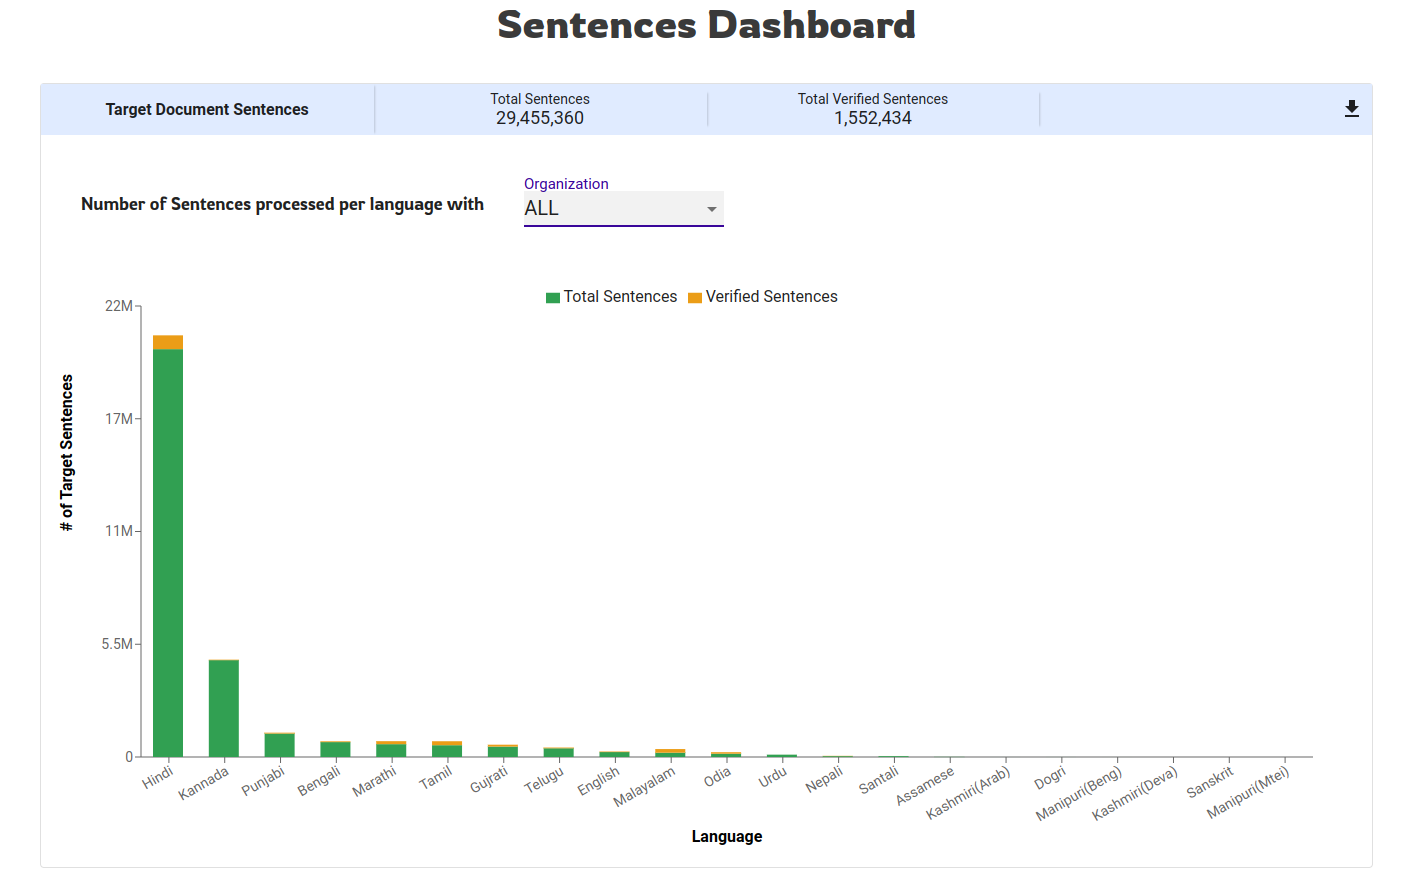 Sentences Dashboard
Target Document Sentences
Total Sentences
29,455,360
Total Verified Sentences
1,552,434
Number of Sentences processed per language with
Organization
ALL
Total Sentences
Verified Sentences
22M
17M
11M
5.5M
0
# of Target Sentences
Hindi
Kannada
Punjabi
Bengali
Marathi
Tamil
Gujrati
Telugu
English
Malayalam
Odia
Urdu
Nepali
Santali
Assamese
Kashmiri(Arab)
Dogri
Manipuri(Beng)
Kashmiri(Deva)
Sanskrit
Manipuri(Mtei)
Language